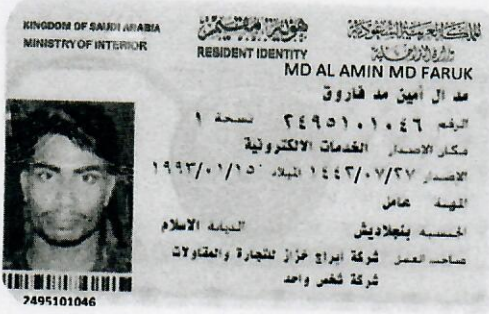 KINGDOM OF SAUDI ARABIA
MINISTRY OF INTERIOR
هوية مقيم
RESIDENT IDENTITY
المملكة العربية السعودية
وزارة الداخلية
MD AL AMIN MD FARUK
مد ال أمين مد فاروق
الرقم ٢٤٩٥١٠١٠٤٦ نسخة ١
مكان الاصدار الخدمات الالكترونية
الاصدار ١٤٤٢/٠٧/٢٧ الميلاد ١٩٩٣/٠١/١٥
المهنة عامل
الجنسية بنجلاديش الديانة الاسلام
صاحب العمل شركة ابراج خزاز للتجارة والمقاولات
شركة شخص واحد
2495101046